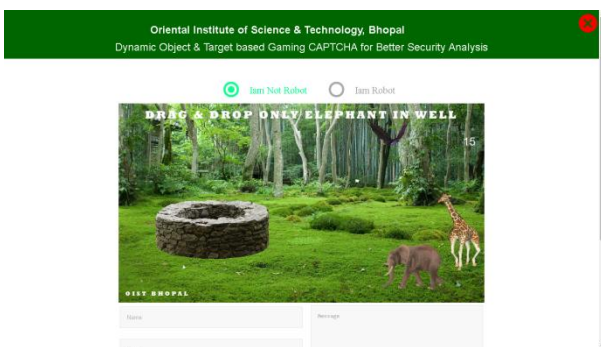 Oriental Institute of Science & Technology, Bhopal
Dynamic Object & Target based Gaming CAPTCHA for Better Security Analysis
Iam Not Robot
Iam Robot
DRAG & DROP ONLY ELEPHANT IN WELL
15
OIST BHOPAL
Name
Message